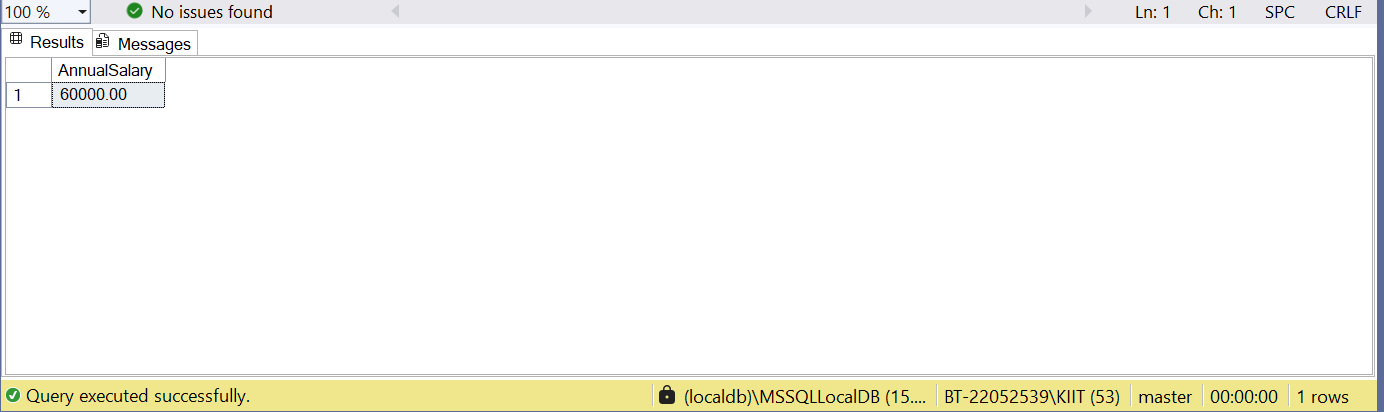 100 % No issues found Ln: 1 Ch: 1 SPC CRLF
Results Messages
AnnualSalary
1 60000.00
Query executed successfully. (localdb)\MSSQLLocalDB (15.... BT-22052539\KIIT (53) master 00:00:00 1 rows